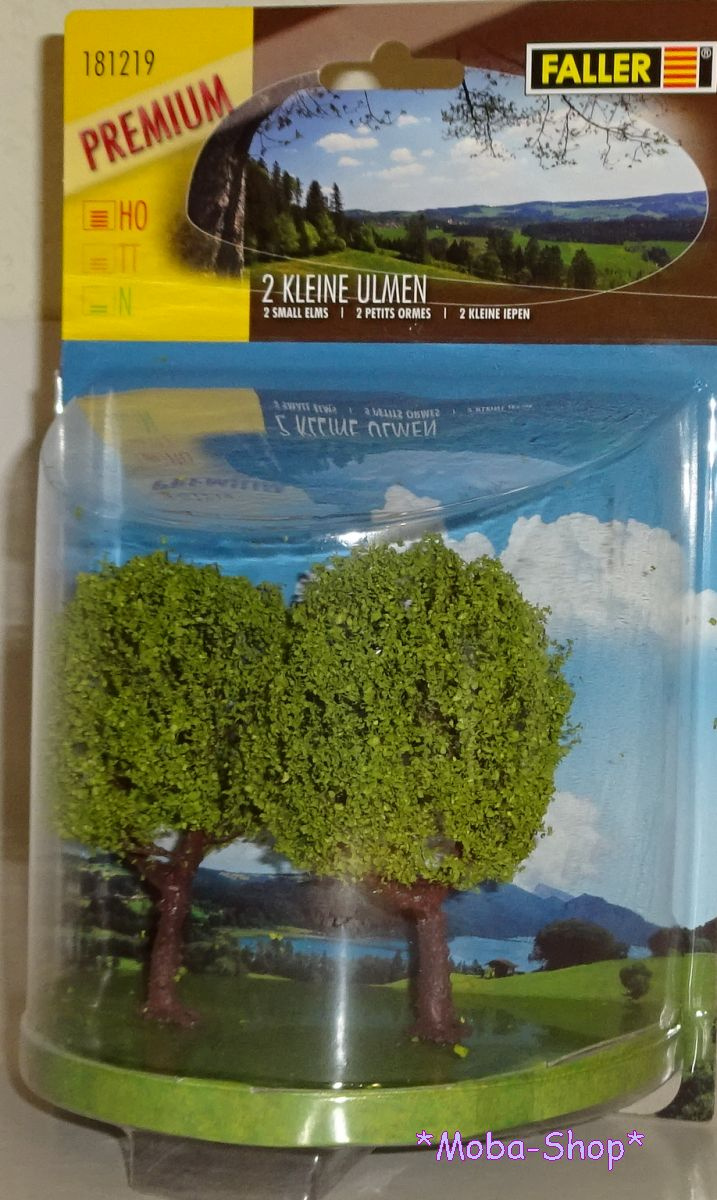 181219
FALLER
®
PREMIUM
HO
TT
N
2 KLEINE ULMEN
2 SMALL ELMS | 2 PETITS ORMES | 2 KLEINE IEPEN
*Moba-Shop*